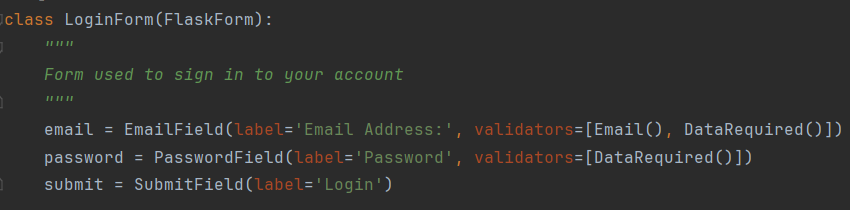 class LoginForm(FlaskForm):
"""
Form used to sign in to your account
"""
email = EmailField(label='Email Address:', validators=[Email(), DataRequired()])
password = PasswordField(label='Password', validators=[DataRequired()])
submit = SubmitField(label='Login')